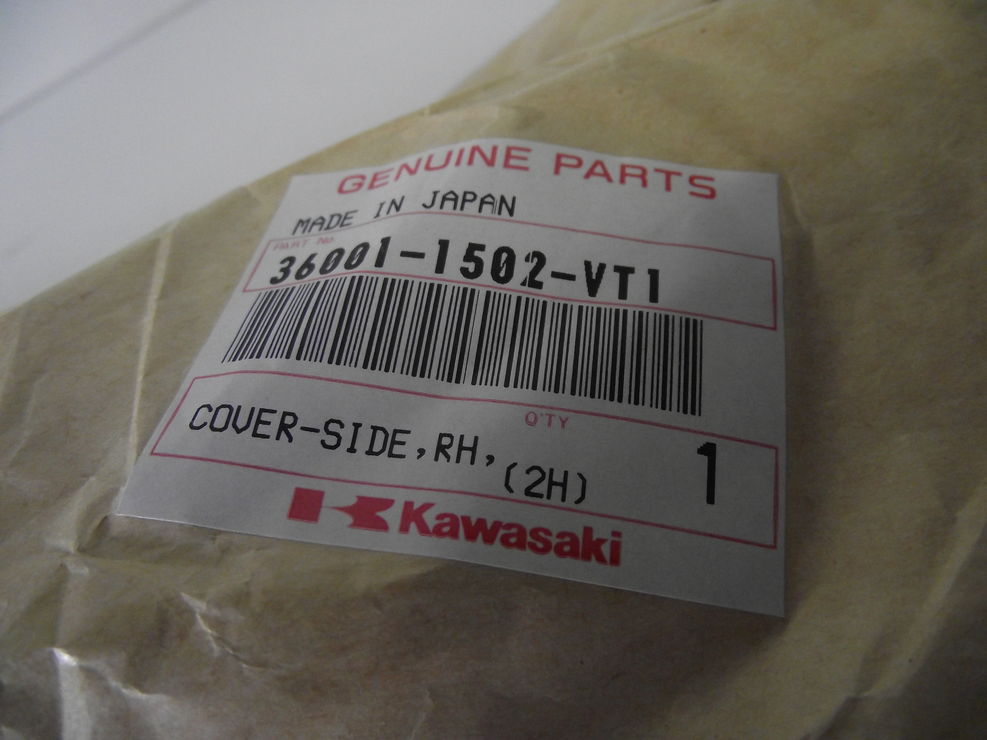 GENUINE PARTS
MADE IN JAPAN
PART No.
36001-1502-VT1
Q'TY
COVER-SIDE,RH,(2H)
1
Kawasaki